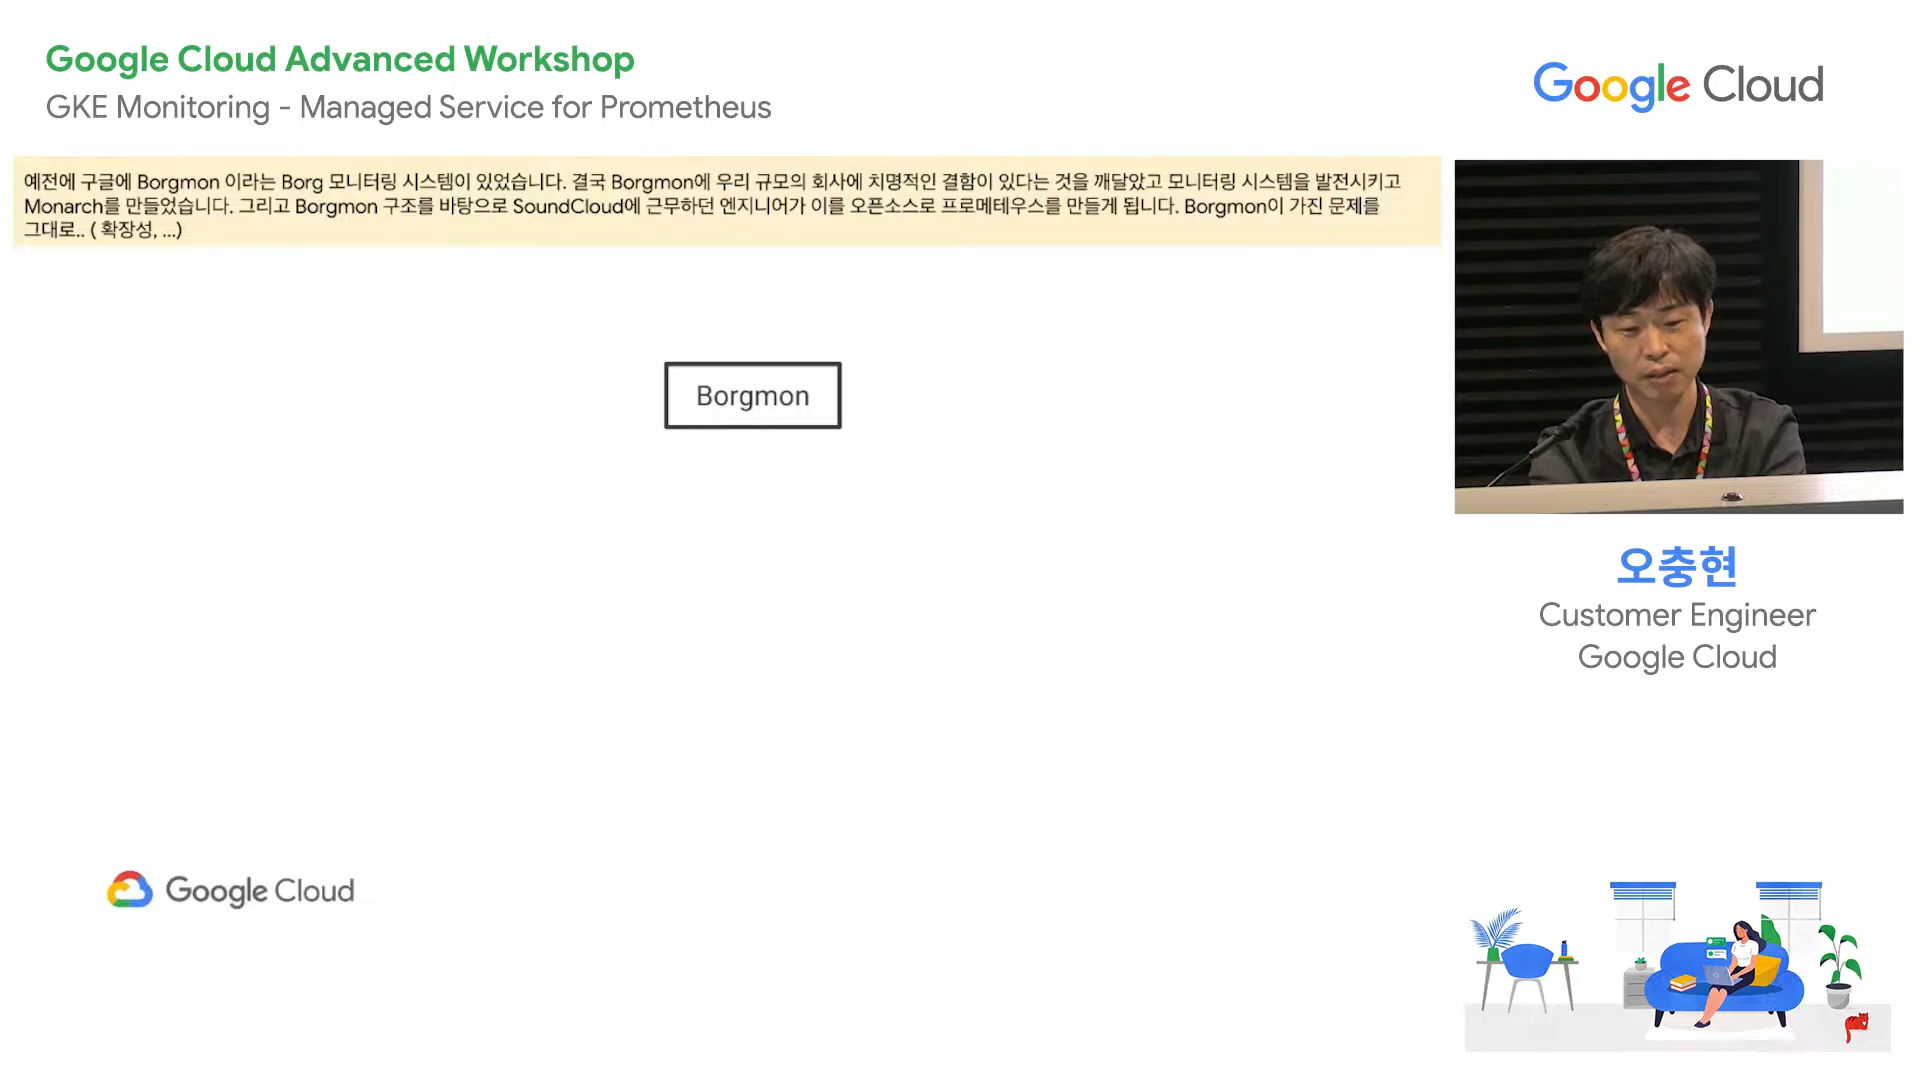 Google Cloud Advanced Workshop
GKE Monitoring - Managed Service for Prometheus
Google Cloud
예전에 구글에 Borgmon 이라는 Borg 모니터링 시스템이 있었습니다. 결국 Borgmon에 우리 규모의 회사에 치명적인 결함이 있다는 것을 깨달았고 모니터링 시스템을 발전시키고
Monarch를 만들었습니다. 그리고 Borgmon 구조를 바탕으로 SoundCloud에 근무하던 엔지니어가 이를 오픈소스로 프로메테우스를 만들게 됩니다. Borgmon이 가진 문제를
그대로.. ( 확장성, ...)
Borgmon
오충현
Customer Engineer
Google Cloud
Google Cloud